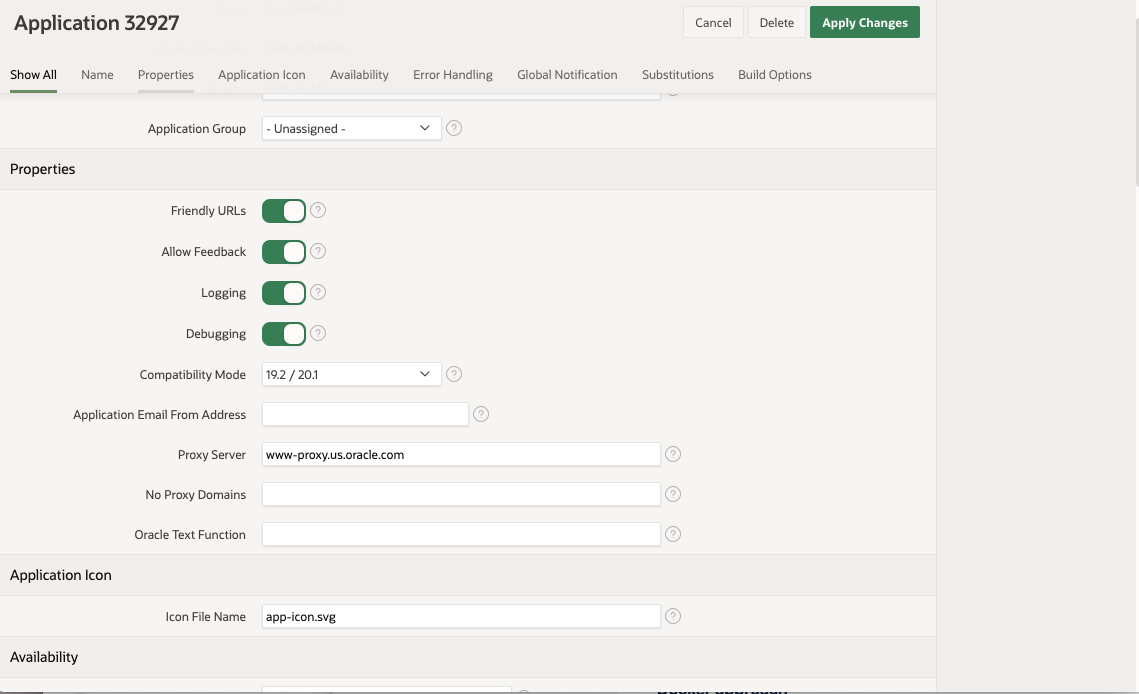 Application 32927
Cancel
Delete
Apply Changes
Show All
Name
Properties
Application Icon
Availability
Error Handling
Global Notification
Substitutions
Build Options
Application Group
- Unassigned -
?
Properties
Friendly URLs
?
Allow Feedback
?
Logging
?
Debugging
?
Compatibility Mode
19.2 / 20.1
?
Application Email From Address
?
Proxy Server
www-proxy.us.oracle.com
?
No Proxy Domains
?
Oracle Text Function
?
Application Icon
Icon File Name
app-icon.svg
?
Availability